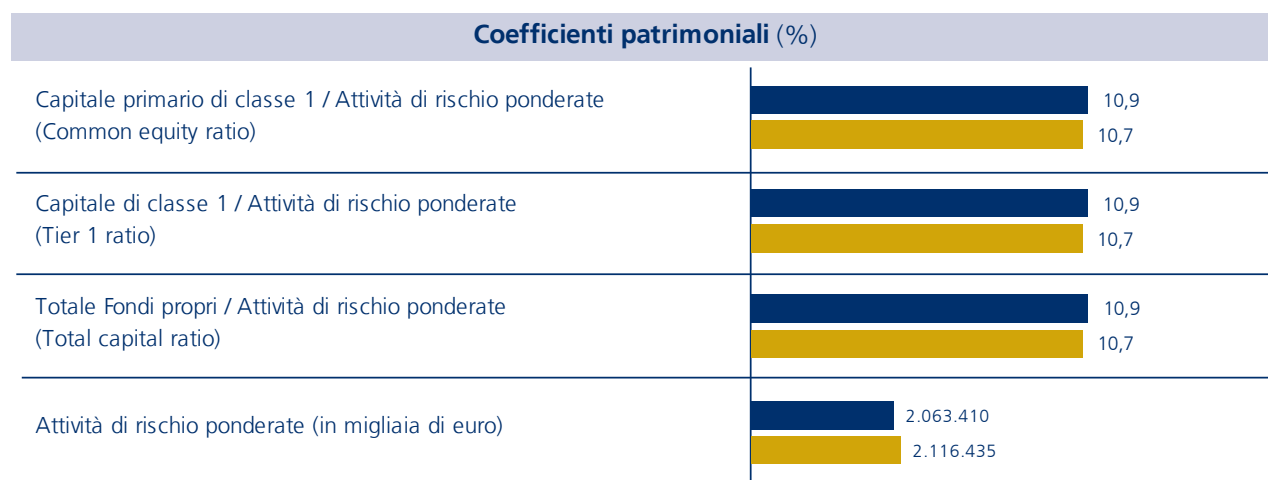 Coefficienti patrimoniali (%)
Capitale primario di classe 1 / Attività di rischio ponderate
(Common equity ratio)
10,9
10,7
Capitale di classe 1 / Attività di rischio ponderate
(Tier 1 ratio)
10,9
10,7
Totale Fondi propri / Attività di rischio ponderate
(Total capital ratio)
10,9
10,7
Attività di rischio ponderate (in migliaia di euro)
2.063.410
2.116.435